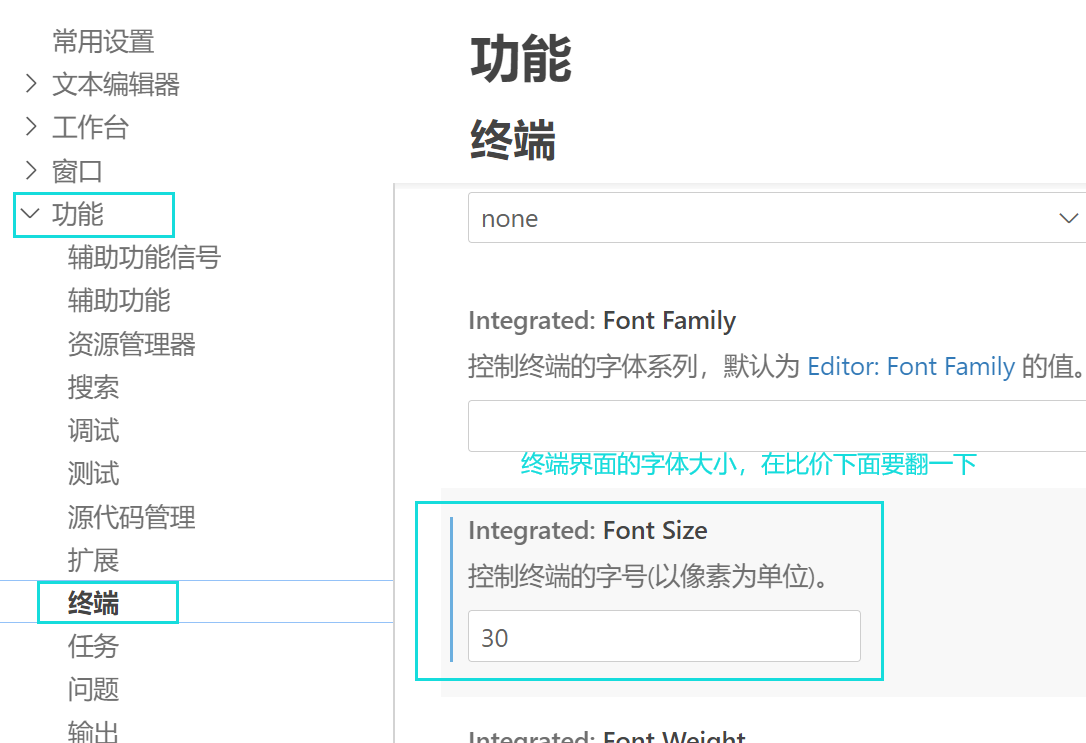 常用设置
文本编辑器
工作台
窗口
功能
辅助功能信号
辅助功能
资源管理器
搜索
调试
测试
源代码管理
扩展
终端
任务
问题
输出
功能
终端
none
Integrated: Font Family
控制终端的字体系列，默认为 Editor: Font Family 的值。
终端界面的字体大小，在比价下面要翻一下
Integrated: Font Size
控制终端的字号(以像素为单位)。
30
Integrated: Font Weight